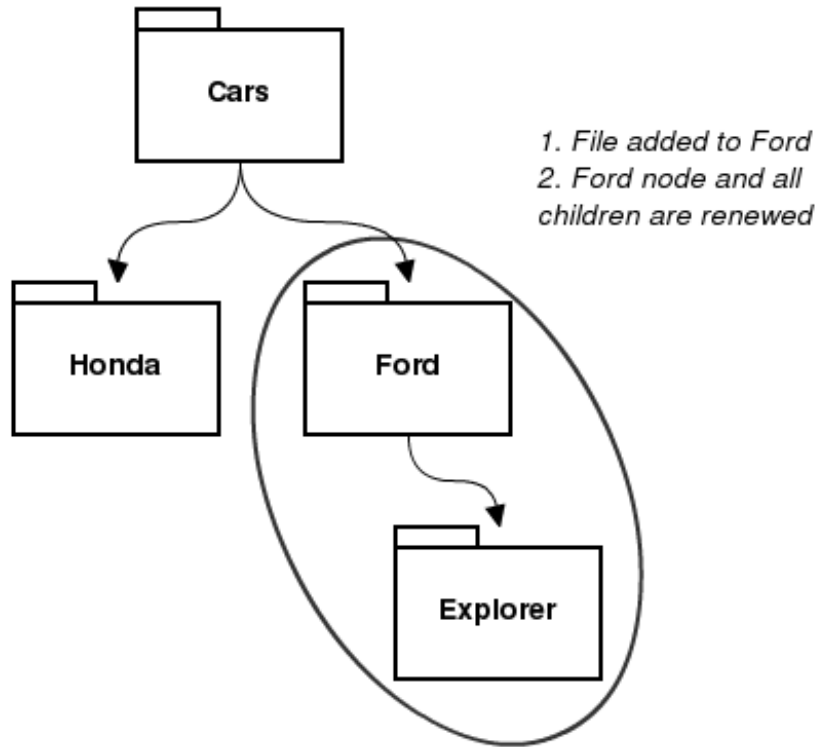 Cars
1. File added to Ford
2. Ford node and all
children are renewed
Honda
Ford
Explorer